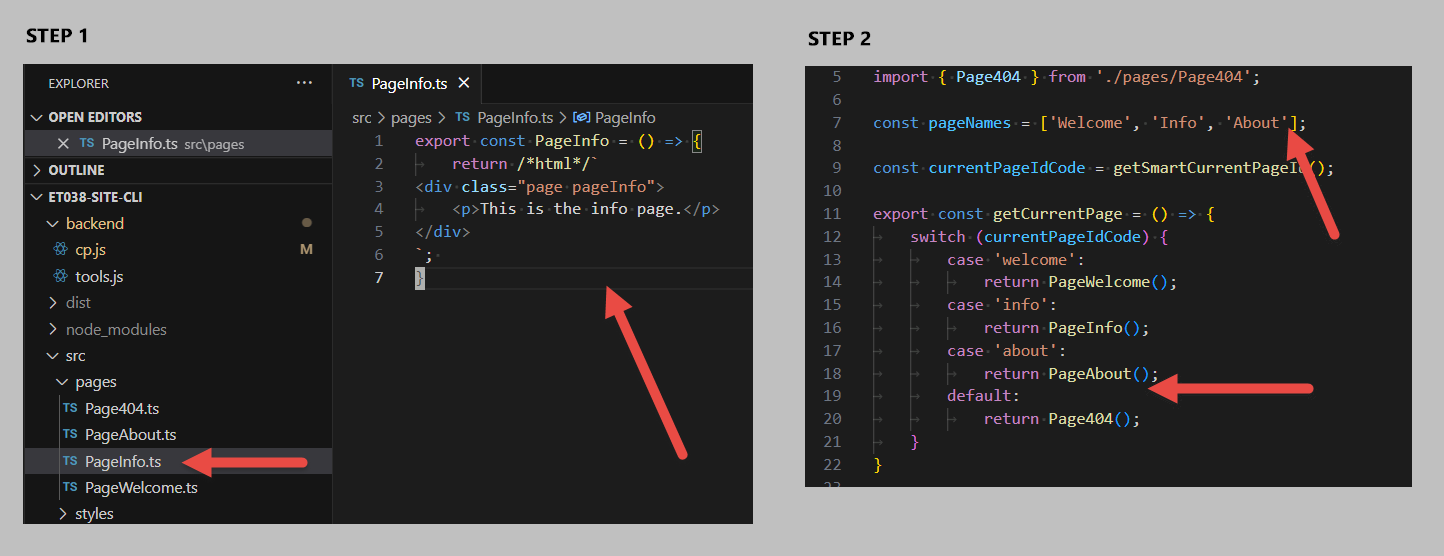 STEP 1
EXPLORER ···
OPEN EDITORS
TS PageInfo.ts src\pages
OUTLINE
ET038-SITE-CLI
backend
cp.js M
tools.js
dist
node_modules
src
pages
TS Page404.ts
TS PageAbout.ts
TS PageInfo.ts
TS PageWelcome.ts
styles
TS PageInfo.ts
src > pages > TS PageInfo.ts > PageInfo
1 export const PageInfo = () => {
2 return /*html*/`
3 <div class="page pageInfo">
4 <p>This is the info page.</p>
5 </div>
6 `;
7 }
STEP 2
5 import { Page404 } from './pages/Page404';
6
7 const pageNames = ['Welcome', 'Info', 'About'];
8
9 const currentPageIdCode = getSmartCurrentPageId();
10
11 export const getCurrentPage = () => {
12 switch (currentPageIdCode) {
13 case 'welcome':
14 return PageWelcome();
15 case 'info':
16 return PageInfo();
17 case 'about':
18 return PageAbout();
19 default:
20 return Page404();
21 }
22 }